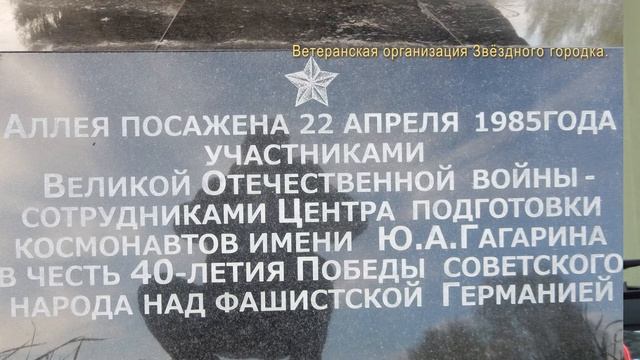 Ветеранская организация Звёздного городка.
Аллея посажена 22 апреля 1985года
участниками
Великой Отечественной войны-
сотрудниками Центра подготовки
космонавтов имени Ю.А.Гагарина
в честь 40-летия Победы советского
народа над фашистской Германией